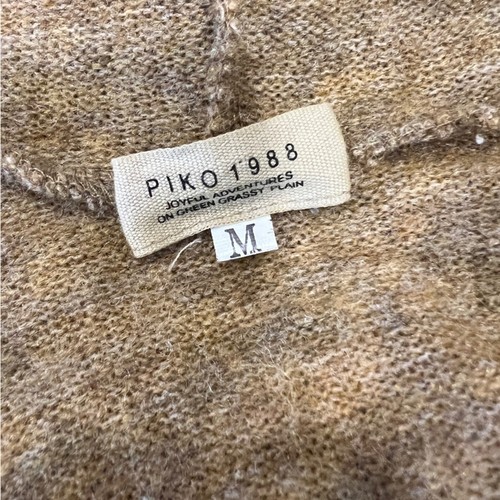 PIKO 1988
JOYFUL ADVENTURES
ON GREEN GRASSY PLAIN
M